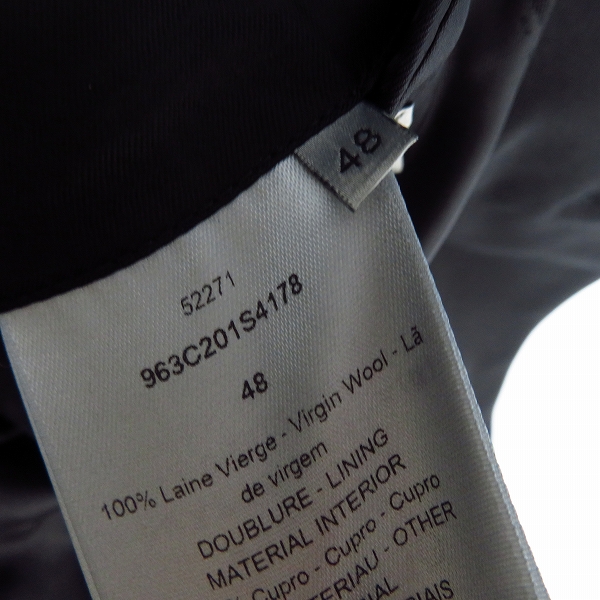 48
52271
963C201S4178
48
100% Laine Vierge - Virgin Wool - Lã
de virgem
DOUBLURE - LINING
MATERIAL INTERIOR
Cupro - Cupro - Cupro
- OTHER